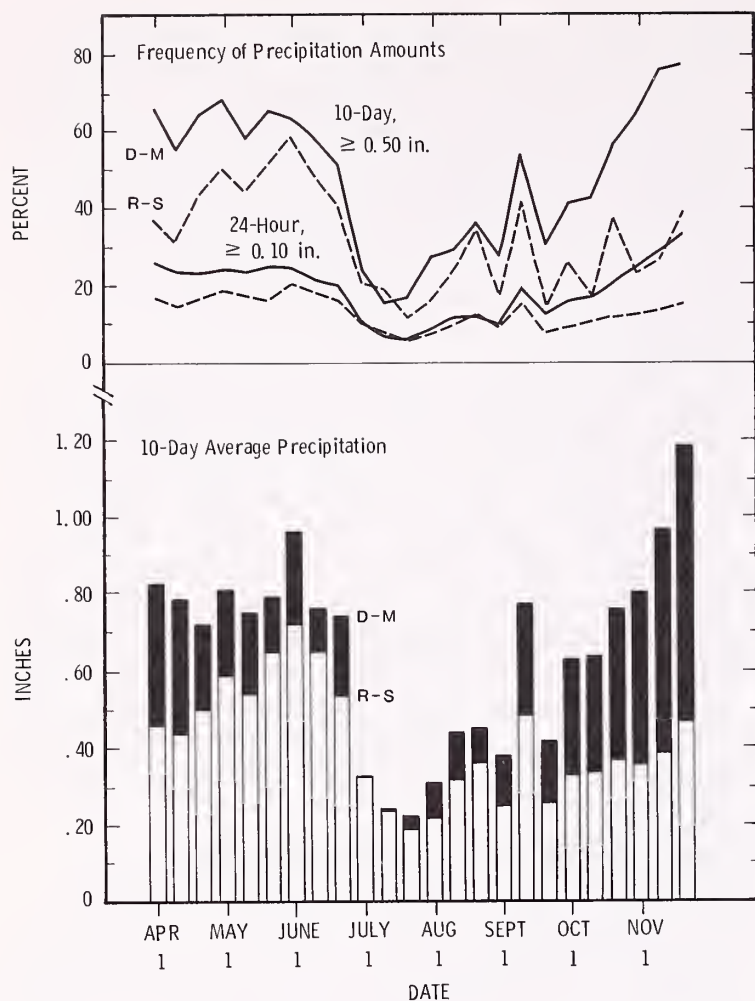 80
60
40
20
0
PERCENT
Frequency of Precipitation Amounts
10-Day,
≥ 0.50 in.
D-M
R-S
24-Hour,
≥ 0.10 in.
1.20
1.00
.80
.60
.40
.20
0
INCHES
10-Day Average Precipitation
D-M
R-S
APR MAY JUNE JULY AUG SEPT OCT NOV
1 1 1 1 1 1 1 1
DATE